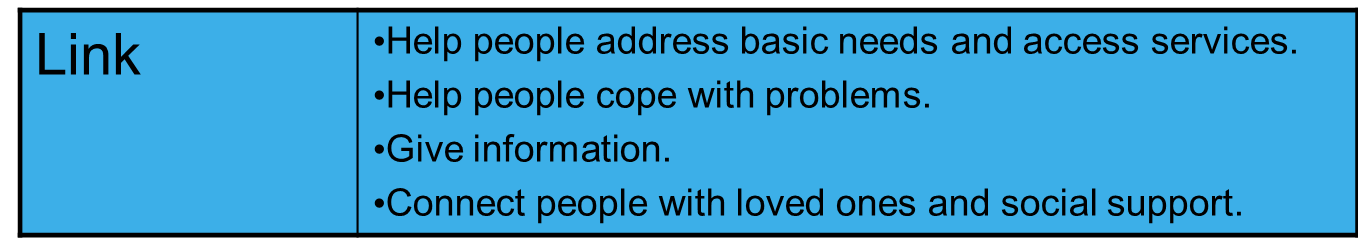 Link
•Help people address basic needs and access services.
•Help people cope with problems.
•Give information.
•Connect people with loved ones and social support.